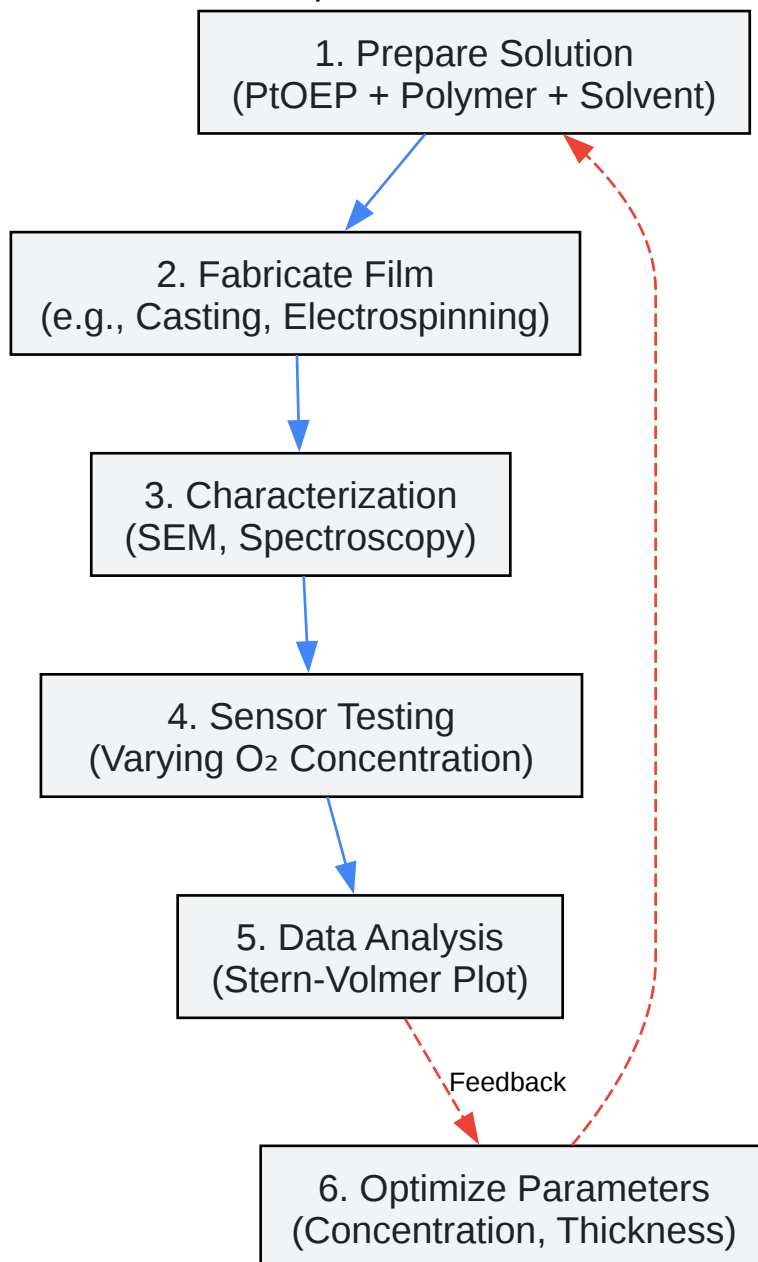 1. Prepare Solution
(PtOEP + Polymer + Solvent)
2. Fabricate Film
(e.g., Casting, Electrospinning)
3. Characterization
(SEM, Spectroscopy)
4. Sensor Testing
(Varying O₂ Concentration)
5. Data Analysis
(Stern-Volmer Plot)
Feedback
6. Optimize Parameters
(Concentration, Thickness)